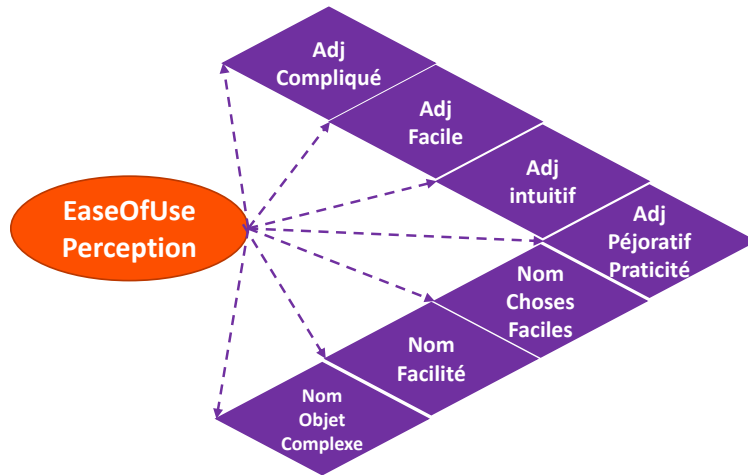 Adj
Compliqué
Adj
Facile
Adj
intuitif
Adj
Péjoratif
Praticité
EaseOfUse
Perception
Nom
Choses
Faciles
Nom
Facilité
Nom
Objet
Complexe